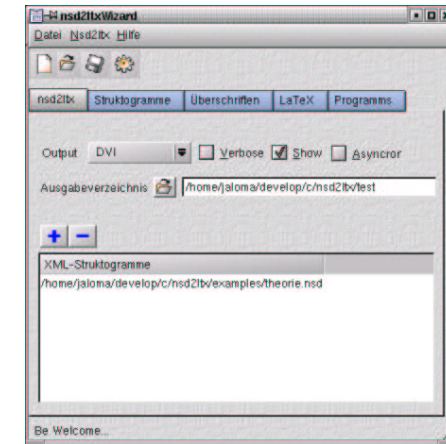 nsd2ltxWizard
Datei Nsd2ltx Hilfe
nsd2ltx Struktogramme Überschriften LaTeX Programms
Output DVI Verbose Show Asyncror
Ausgabeverzeichnis /home/jaloma/develop/c/nsd2ltx/test
XML-Struktogramme
/home/jaloma/develop/c/nsd2ltx/examples/theorie.nsd
Be Welcome...